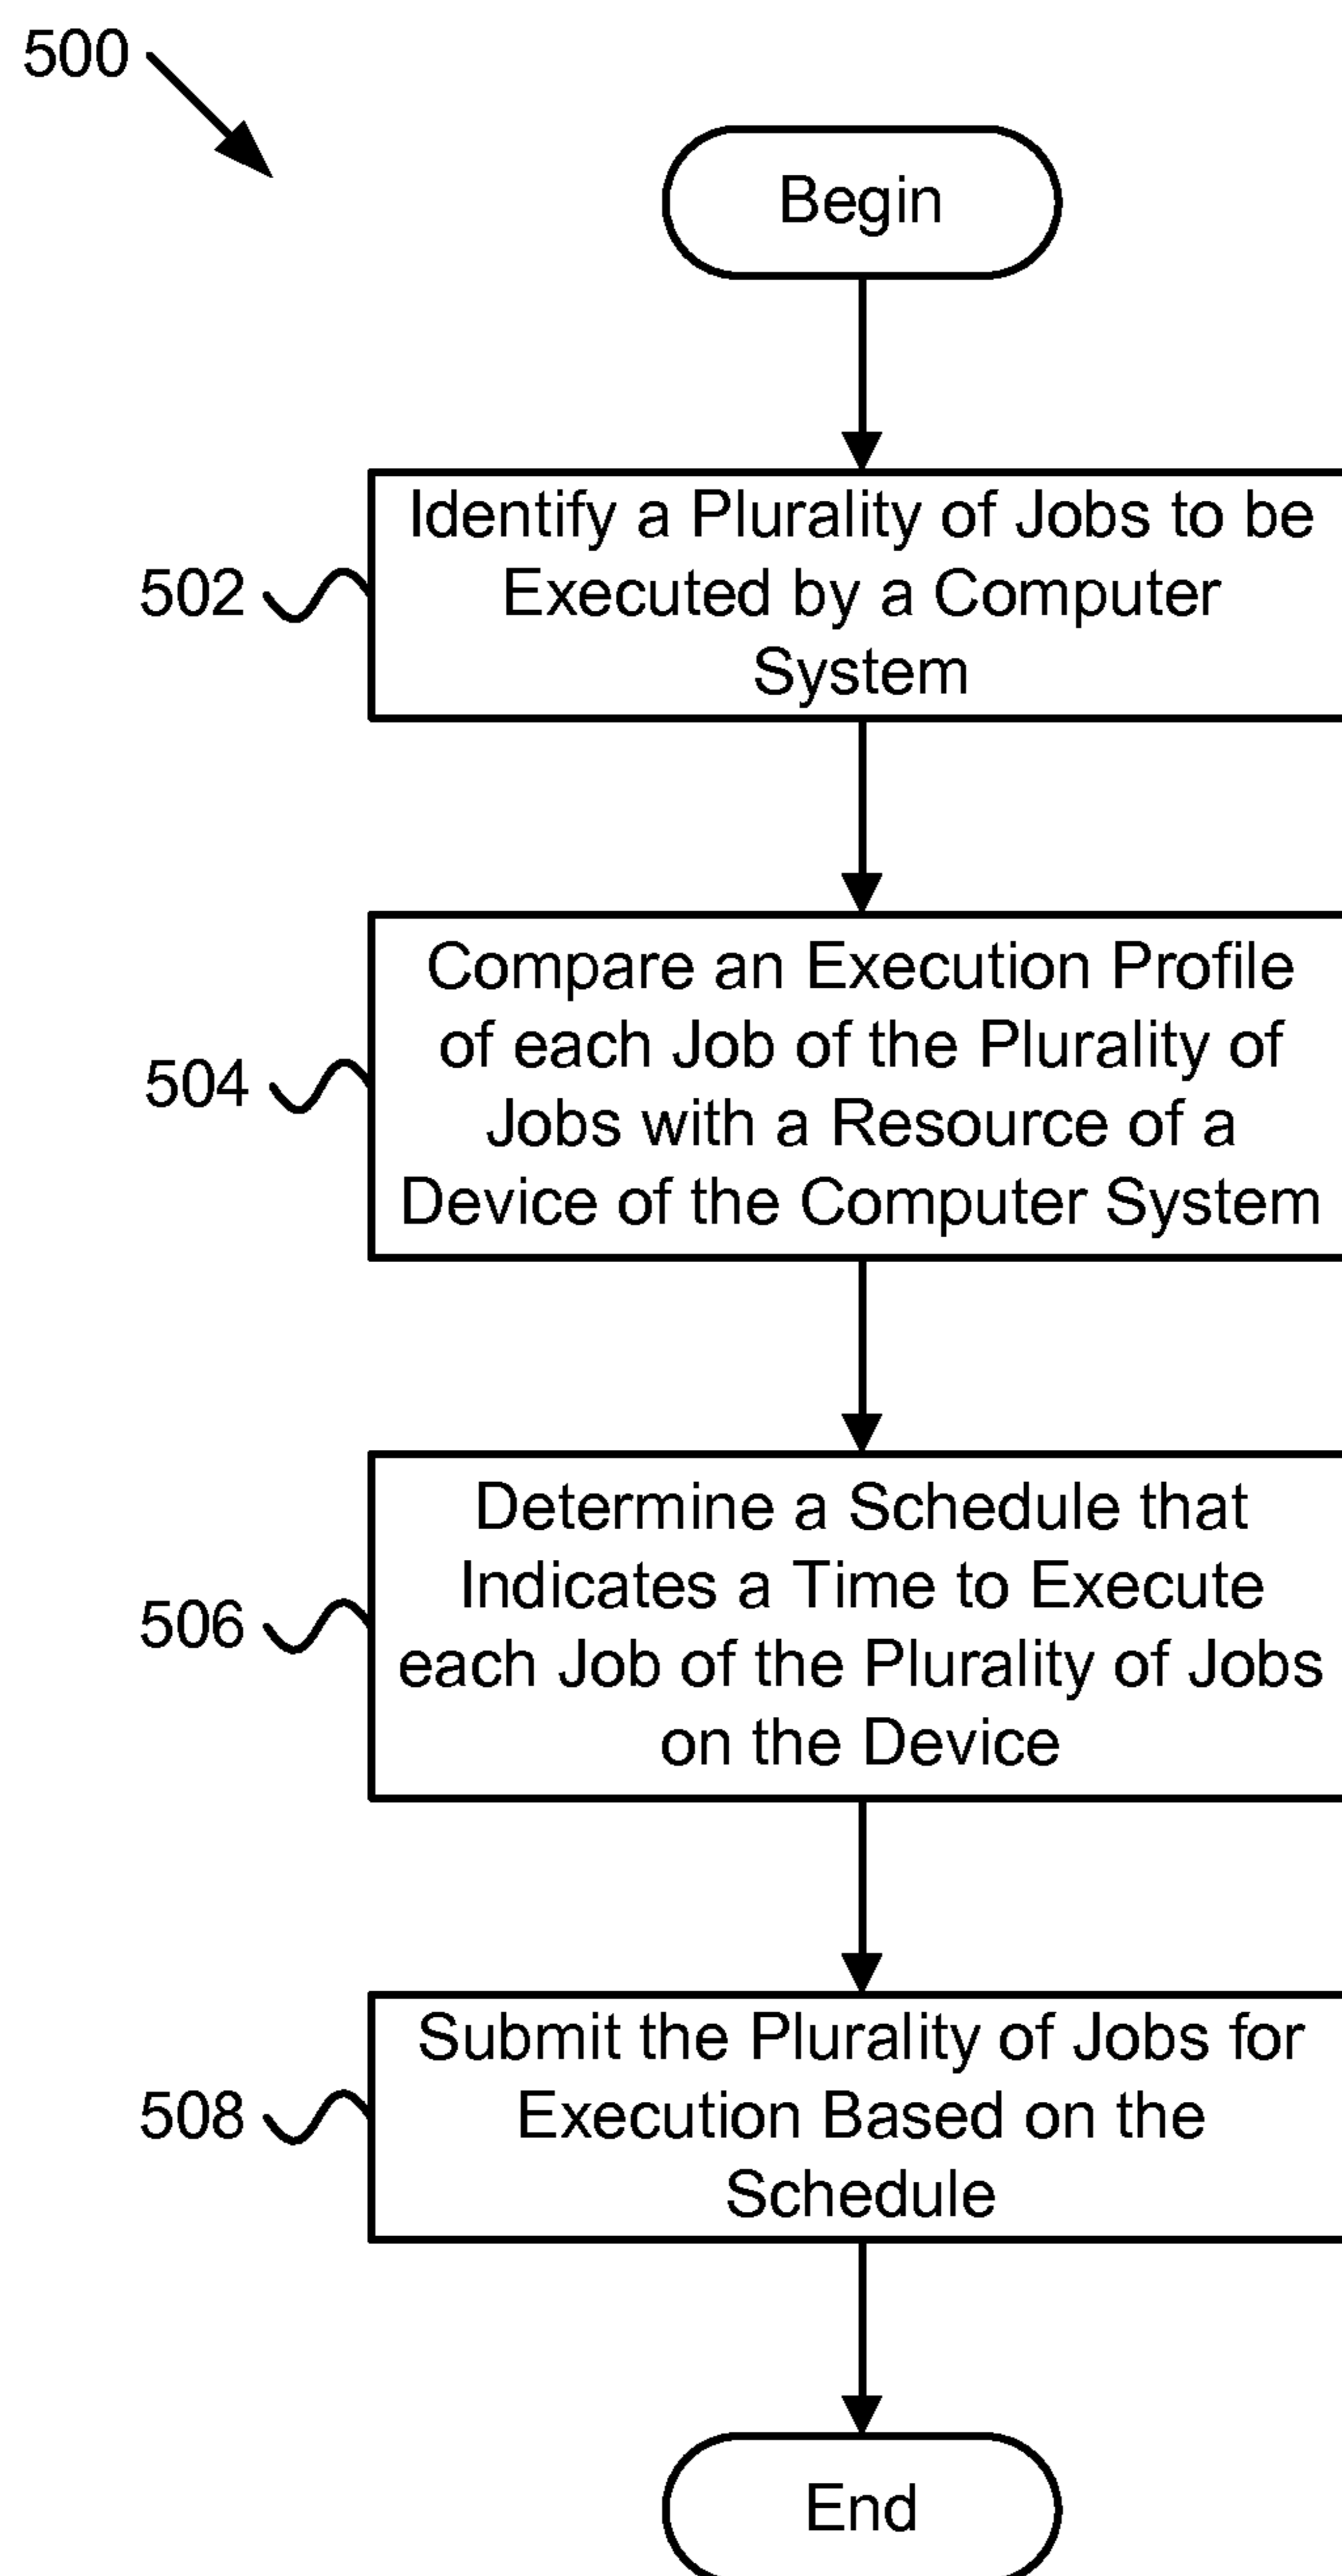 500
Begin
502
Identify a Plurality of Jobs to be
Executed by a Computer
System
504
Compare an Execution Profile
of each Job of the Plurality of
Jobs with a Resource of a
Device of the Computer System
506
Determine a Schedule that
Indicates a Time to Execute
each Job of the Plurality of Jobs
on the Device
508
Submit the Plurality of Jobs for
Execution Based on the
Schedule
End